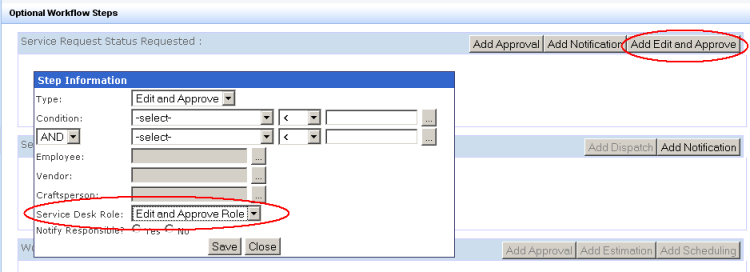 Optional Workflow Steps
Service Request Status Requested :
Add Approval Add Notification Add Edit and Approve
Step Information
Type: Edit and Approve
Condition: -select- < ...
AND -select- < ...
Se
Add Dispatch Add Notification
Employee: ...
Vendor: ...
Craftsperson: ...
Service Desk Role: Edit and Approve Role
Notify Responsible? Yes No
Save Close
Add Approval Add Estimation Add Scheduling